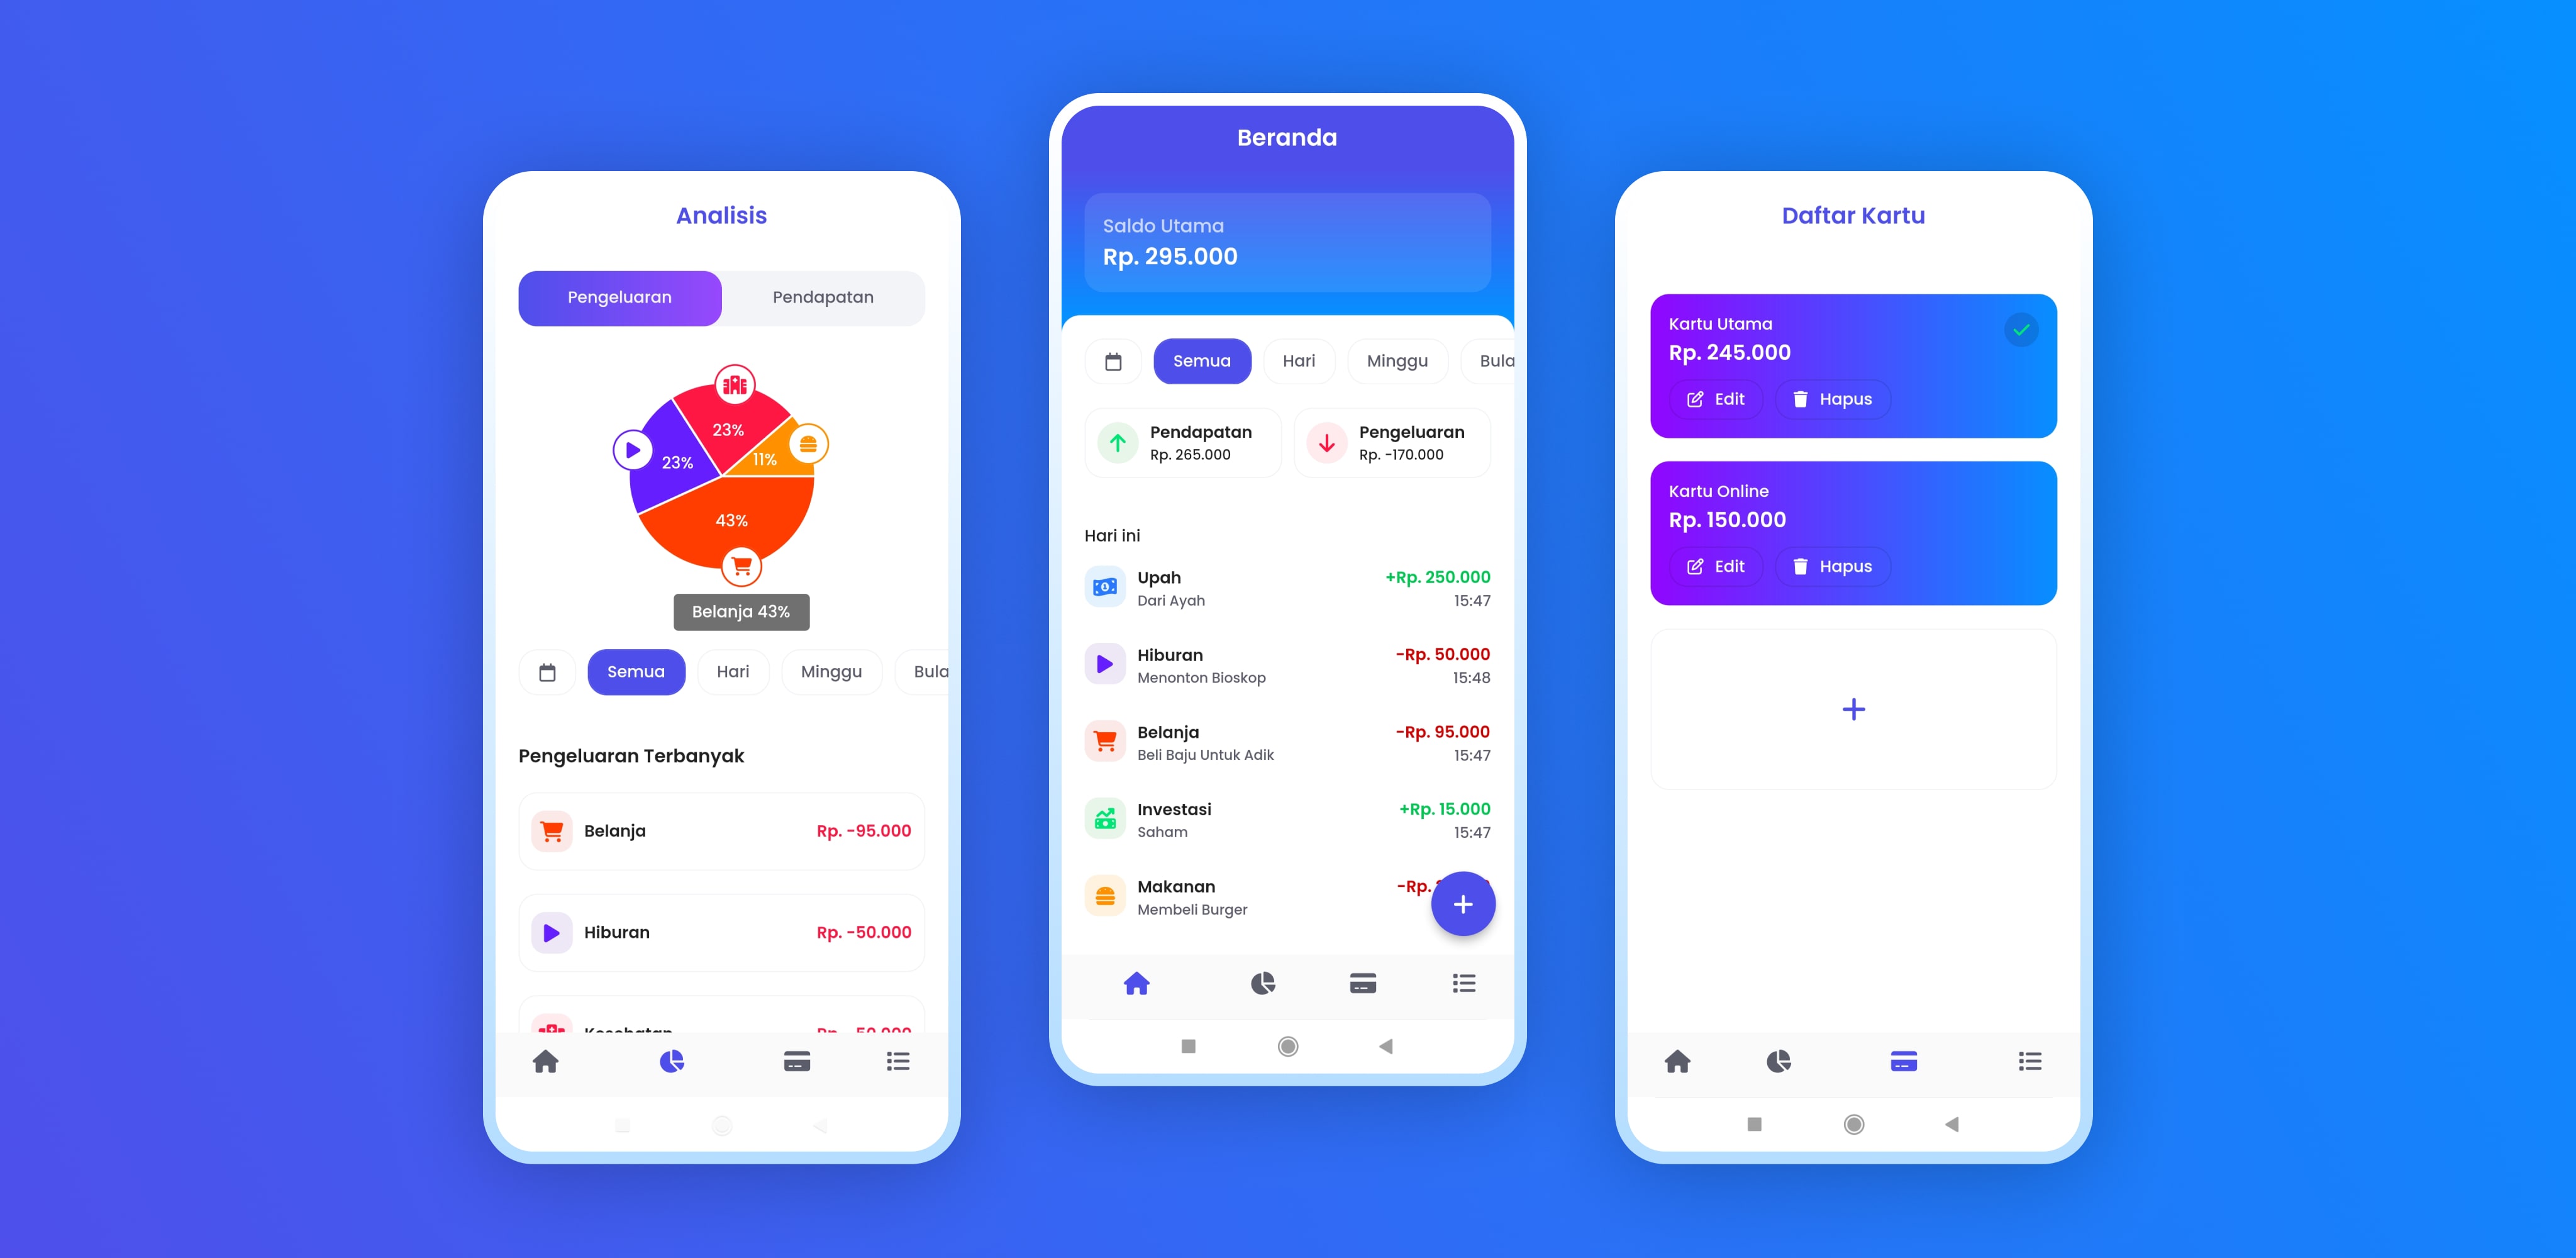 Analisis
Pengeluaran
Pendapatan
23%
11%
23%
43%
Belanja 43%
Semua
Hari
Minggu
Bula
Pengeluaran Terbanyak
Belanja
Rp. -95.000
Hiburan
Rp. -50.000
Kesehatan
Rp. -50.000
Beranda
Saldo Utama
Rp. 295.000
Semua
Hari
Minggu
Bula
Pendapatan
Rp. 265.000
Pengeluaran
Rp. -170.000
Hari ini
Upah
+Rp. 250.000
Dari Ayah
15:47
Hiburan
-Rp. 50.000
Menonton Bioskop
15:48
Belanja
-Rp. 95.000
Beli Baju Untuk Adik
15:47
Investasi
+Rp. 15.000
Saham
15:47
Makanan
-Rp.
Membeli Burger
Daftar Kartu
Kartu Utama
Rp. 245.000
Edit
Hapus
Kartu Online
Rp. 150.000
Edit
Hapus